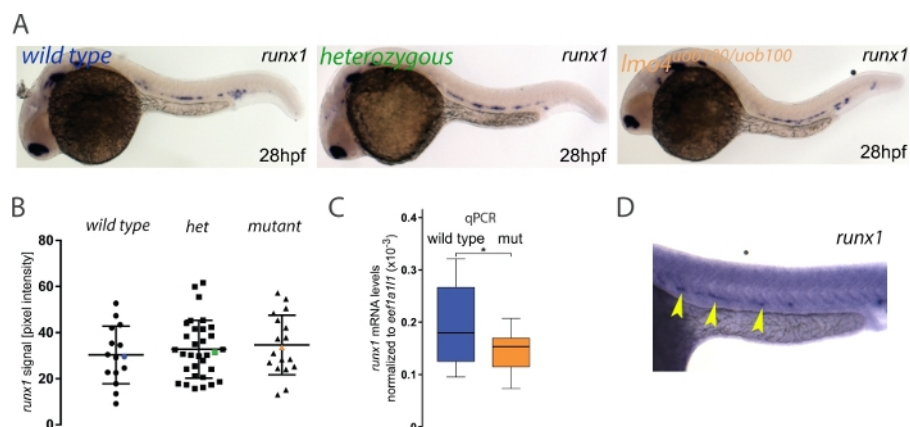 A
wild type runx1 heterozygous runx1 lmo4uob100/uob100 runx1
28hpf 28hpf 28hpf
B
wild type het mutant
runx1 signal [pixel intensity]
80
60
40
20
0
C
qPCR
wild type mut
*
runx1 mRNA levels
normalized to eef1a1l1 (x10-3)
0.4
0.3
0.2
0.1
0
D
runx1